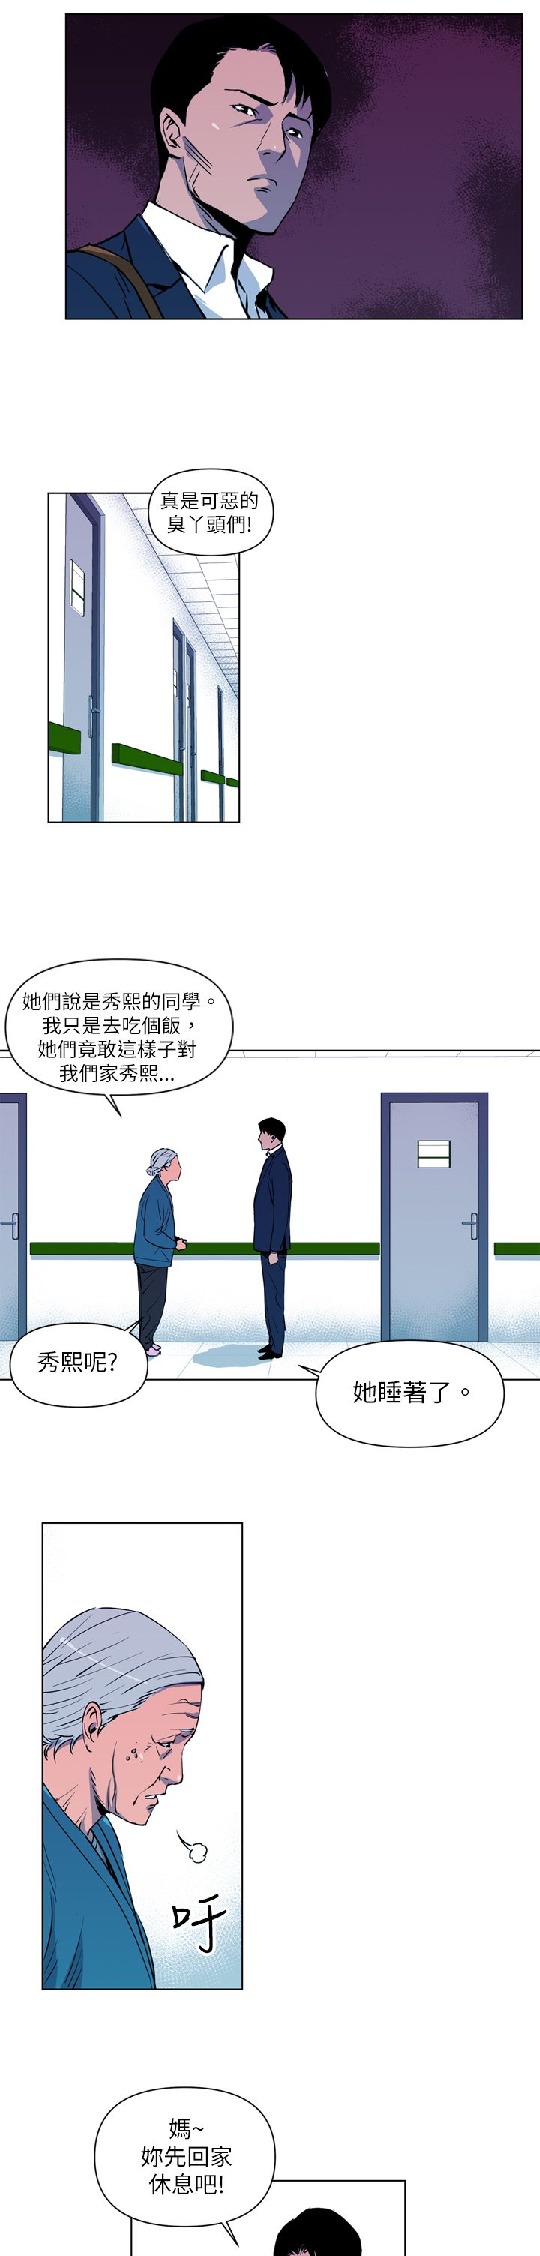 真是可惡的
臭丫頭們!
她們說是秀熙的同學。
我只是去吃個飯，
她們竟敢這樣子對
我們家秀熙...
秀熙呢?
她睡著了。
吁
媽~
妳先回家
休息吧!